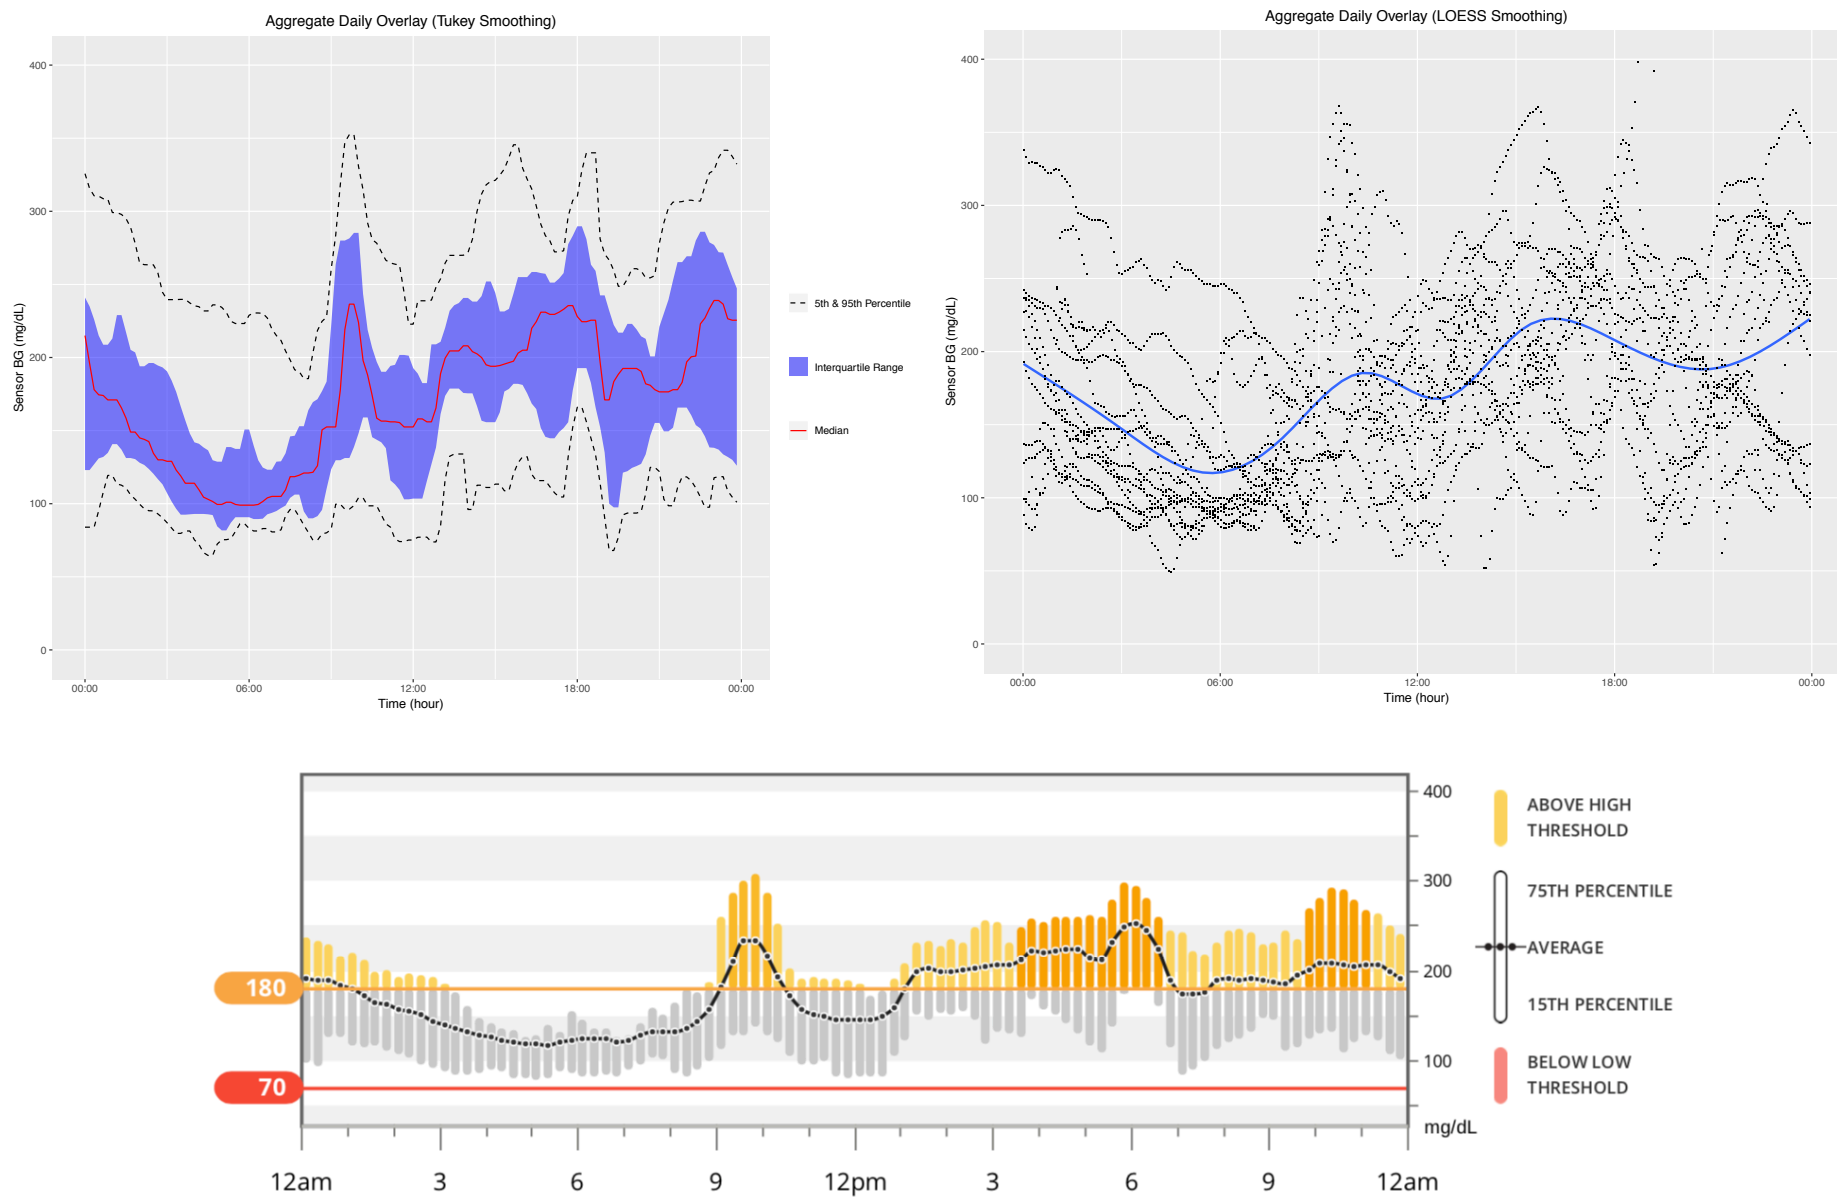 Aggregate Daily Overlay (Tukey Smoothing)
400
300
200
100
0
Sensor BG (mg/dL)
00:00 06:00 12:00 18:00 00:00
Time (hour)
5th & 95th Percentile
Interquartile Range
Median
Aggregate Daily Overlay (LOESS Smoothing)
400
300
200
100
0
Sensor BG (mg/dL)
00:00 06:00 12:00 18:00 00:00
Time (hour)
180
70
400
300
200
100
mg/dL
12am 3 6 9 12pm 3 6 9 12am
ABOVE HIGH
THRESHOLD
75TH PERCENTILE
AVERAGE
15TH PERCENTILE
BELOW LOW
THRESHOLD